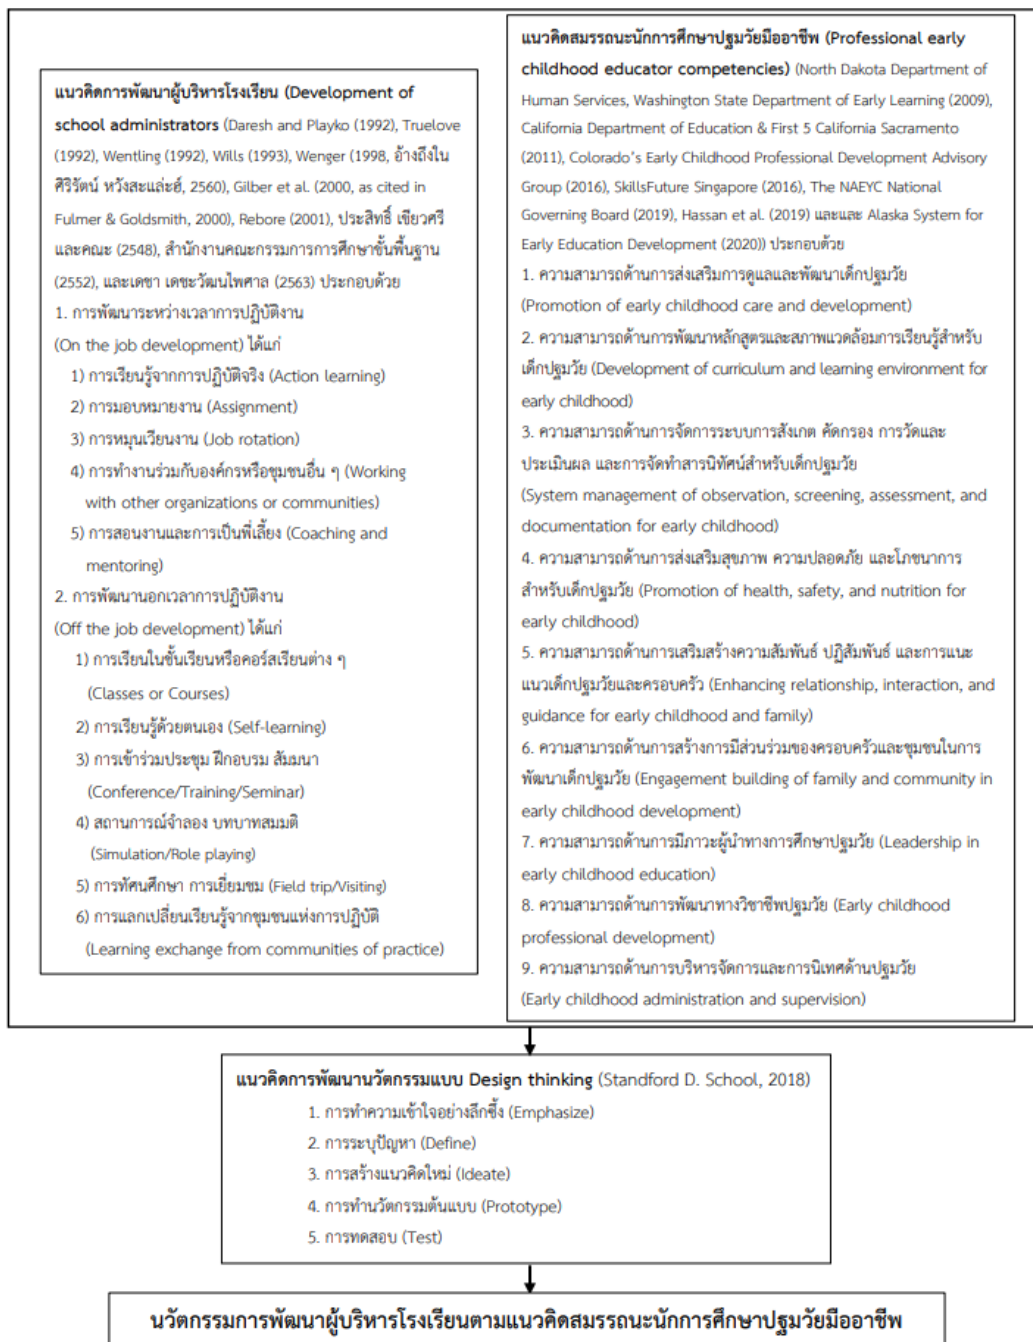 แนวคิดการพัฒนาผู้บริหารโรงเรียน (Development of
school administrators (Daresh and Playko (1992), Truelove
(1992), Wentling (1992), Wills (1993), Wenger (1998, อ้างถึงใน
ศิริรัตน์ หวังสะแล่ะฮ์, 2560), Gilber et al. (2000, as cited in
Fulmer & Goldsmith, 2000), Rebore (2001), ประสิทธิ์ เขียวศรี
และคณะ (2548), สำนักงานคณะกรรมการการศึกษาขั้นพื้นฐาน
(2552), และเดชา เดชะวัฒนไพศาล (2563) ประกอบด้วย
1. การพัฒนาระหว่างเวลาการปฏิบัติงาน
(On the job development) ได้แก่
1) การเรียนรู้จากการปฏิบัติจริง (Action learning)
2) การมอบหมายงาน (Assignment)
3) การหมุนเวียนงาน (Job rotation)
4) การทำงานร่วมกับองค์กรหรือชุมชนอื่น ๆ (Working
with other organizations or communities)
5) การสอนงานและการเป็นพี่เลี้ยง (Coaching and
mentoring)
2. การพัฒนานอกเวลาการปฏิบัติงาน
(Off the job development) ได้แก่
1) การเรียนในชั้นเรียนหรือคอร์สเรียนต่าง ๆ
(Classes or Courses)
2) การเรียนรู้ด้วยตนเอง (Self-learning)
3) การเข้าร่วมประชุม ฝึกอบรม สัมมนา
(Conference/Training/Seminar)
4) สถานการณ์จำลอง บทบาทสมมติ
(Simulation/Role playing)
5) การทัศนศึกษา การเยี่ยมชม (Field trip/Visiting)
6) การแลกเปลี่ยนเรียนรู้จากชุมชนแห่งการปฏิบัติ
(Learning exchange from communities of practice)
แนวคิดสมรรถนะนักการศึกษาปฐมวัยมืออาชีพ (Professional early
childhood educator competencies) (North Dakota Department of
Human Services, Washington State Department of Early Learning (2009),
California Department of Education & First 5 California Sacramento
(2011), Colorado's Early Childhood Professional Development Advisory
Group (2016), SkillsFuture Singapore (2016), The NAEYC National
Governing Board (2019), Hassan et al. (2019) และและ Alaska System for
Early Education Development (2020)) ประกอบด้วย
1. ความสามารถด้านการส่งเสริมการดูแลและพัฒนาเด็กปฐมวัย
(Promotion of early childhood care and development)
2. ความสามารถด้านการพัฒนาหลักสูตรและสภาพแวดล้อมการเรียนรู้สำหรับ
เด็กปฐมวัย (Development of curriculum and learning environment for
early childhood)
3. ความสามารถด้านการจัดการระบบการสังเกต คัดกรอง การวัดและ
ประเมินผล และการจัดทำสารนิทัศน์สำหรับเด็กปฐมวัย
(System management of observation, screening, assessment, and
documentation for early childhood)
4. ความสามารถด้านการส่งเสริมสุขภาพ ความปลอดภัย และโภชนาการ
สำหรับเด็กปฐมวัย (Promotion of health, safety, and nutrition for
early childhood)
5. ความสามารถด้านการเสริมสร้างความสัมพันธ์ ปฏิสัมพันธ์ และการแนะ
แนวเด็กปฐมวัยและครอบครัว (Enhancing relationship, interaction, and
guidance for early childhood and family)
6. ความสามารถด้านการสร้างการมีส่วนร่วมของครอบครัวและชุมชนในการ
พัฒนาเด็กปฐมวัย (Engagement building of family and community in
early childhood development)
7. ความสามารถด้านการมีภาวะผู้นำทางการศึกษาปฐมวัย (Leadership in
early childhood education)
8. ความสามารถด้านการพัฒนาทางวิชาชีพปฐมวัย (Early childhood
professional development)
9. ความสามารถด้านการบริหารจัดการและการนิเทศด้านปฐมวัย
(Early childhood administration and supervision)
แนวคิดการพัฒนานวัตกรรมแบบ Design thinking (Standford D. School, 2018)
1. การทำความเข้าใจอย่างลึกซึ้ง (Emphasize)
2. การระบุปัญหา (Define)
3. การสร้างแนวคิดใหม่ (Ideate)
4. การทำนวัตกรรมต้นแบบ (Prototype)
5. การทดสอบ (Test)
นวัตกรรมการพัฒนาผู้บริหารโรงเรียนตามแนวคิดสมรรถนะนักการศึกษาปฐมวัยมืออาชีพ